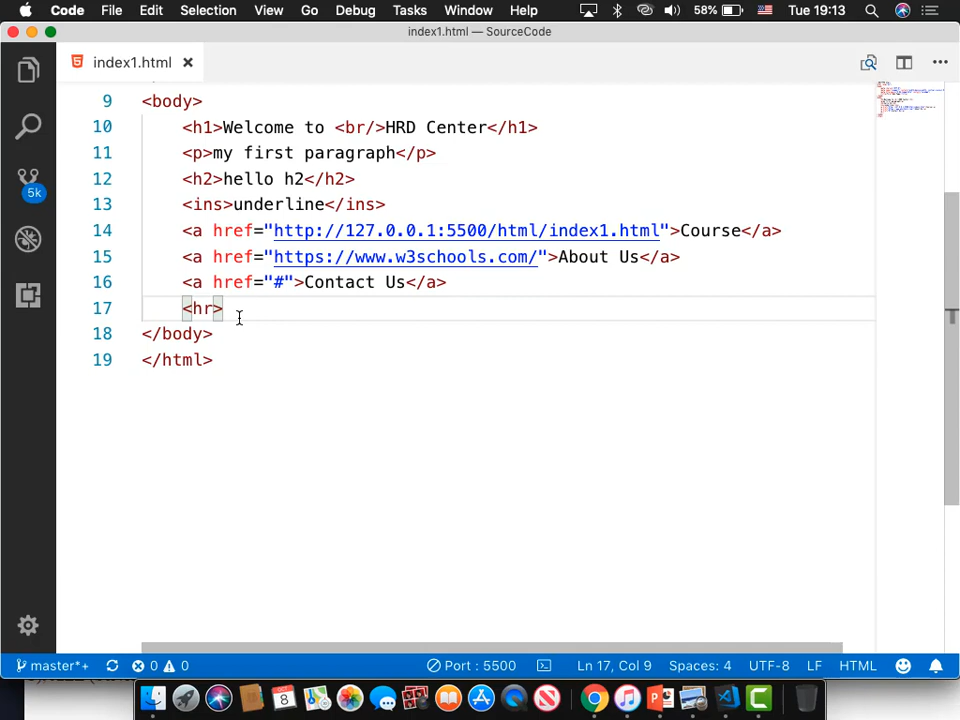 Code File Edit Selection View Go Debug Tasks Window Help 58% Tue 19:13
index1.html — SourceCode
index1.html
9 <body>
10 <h1>Welcome to <br/>HRD Center</h1>
11 <p>my first paragraph</p>
12 <h2>hello h2</h2>
13 <ins>underline</ins>
14 <a href="http://127.0.0.1:5500/html/index1.html">Course</a>
15 <a href="https://www.w3schools.com/">About Us</a>
16 <a href="#">Contact Us</a>
17 <hr>
18 </body>
19 </html>
5k
master*+ 0 0 Port : 5500 Ln 17, Col 9 Spaces: 4 UTF-8 LF HTML
8